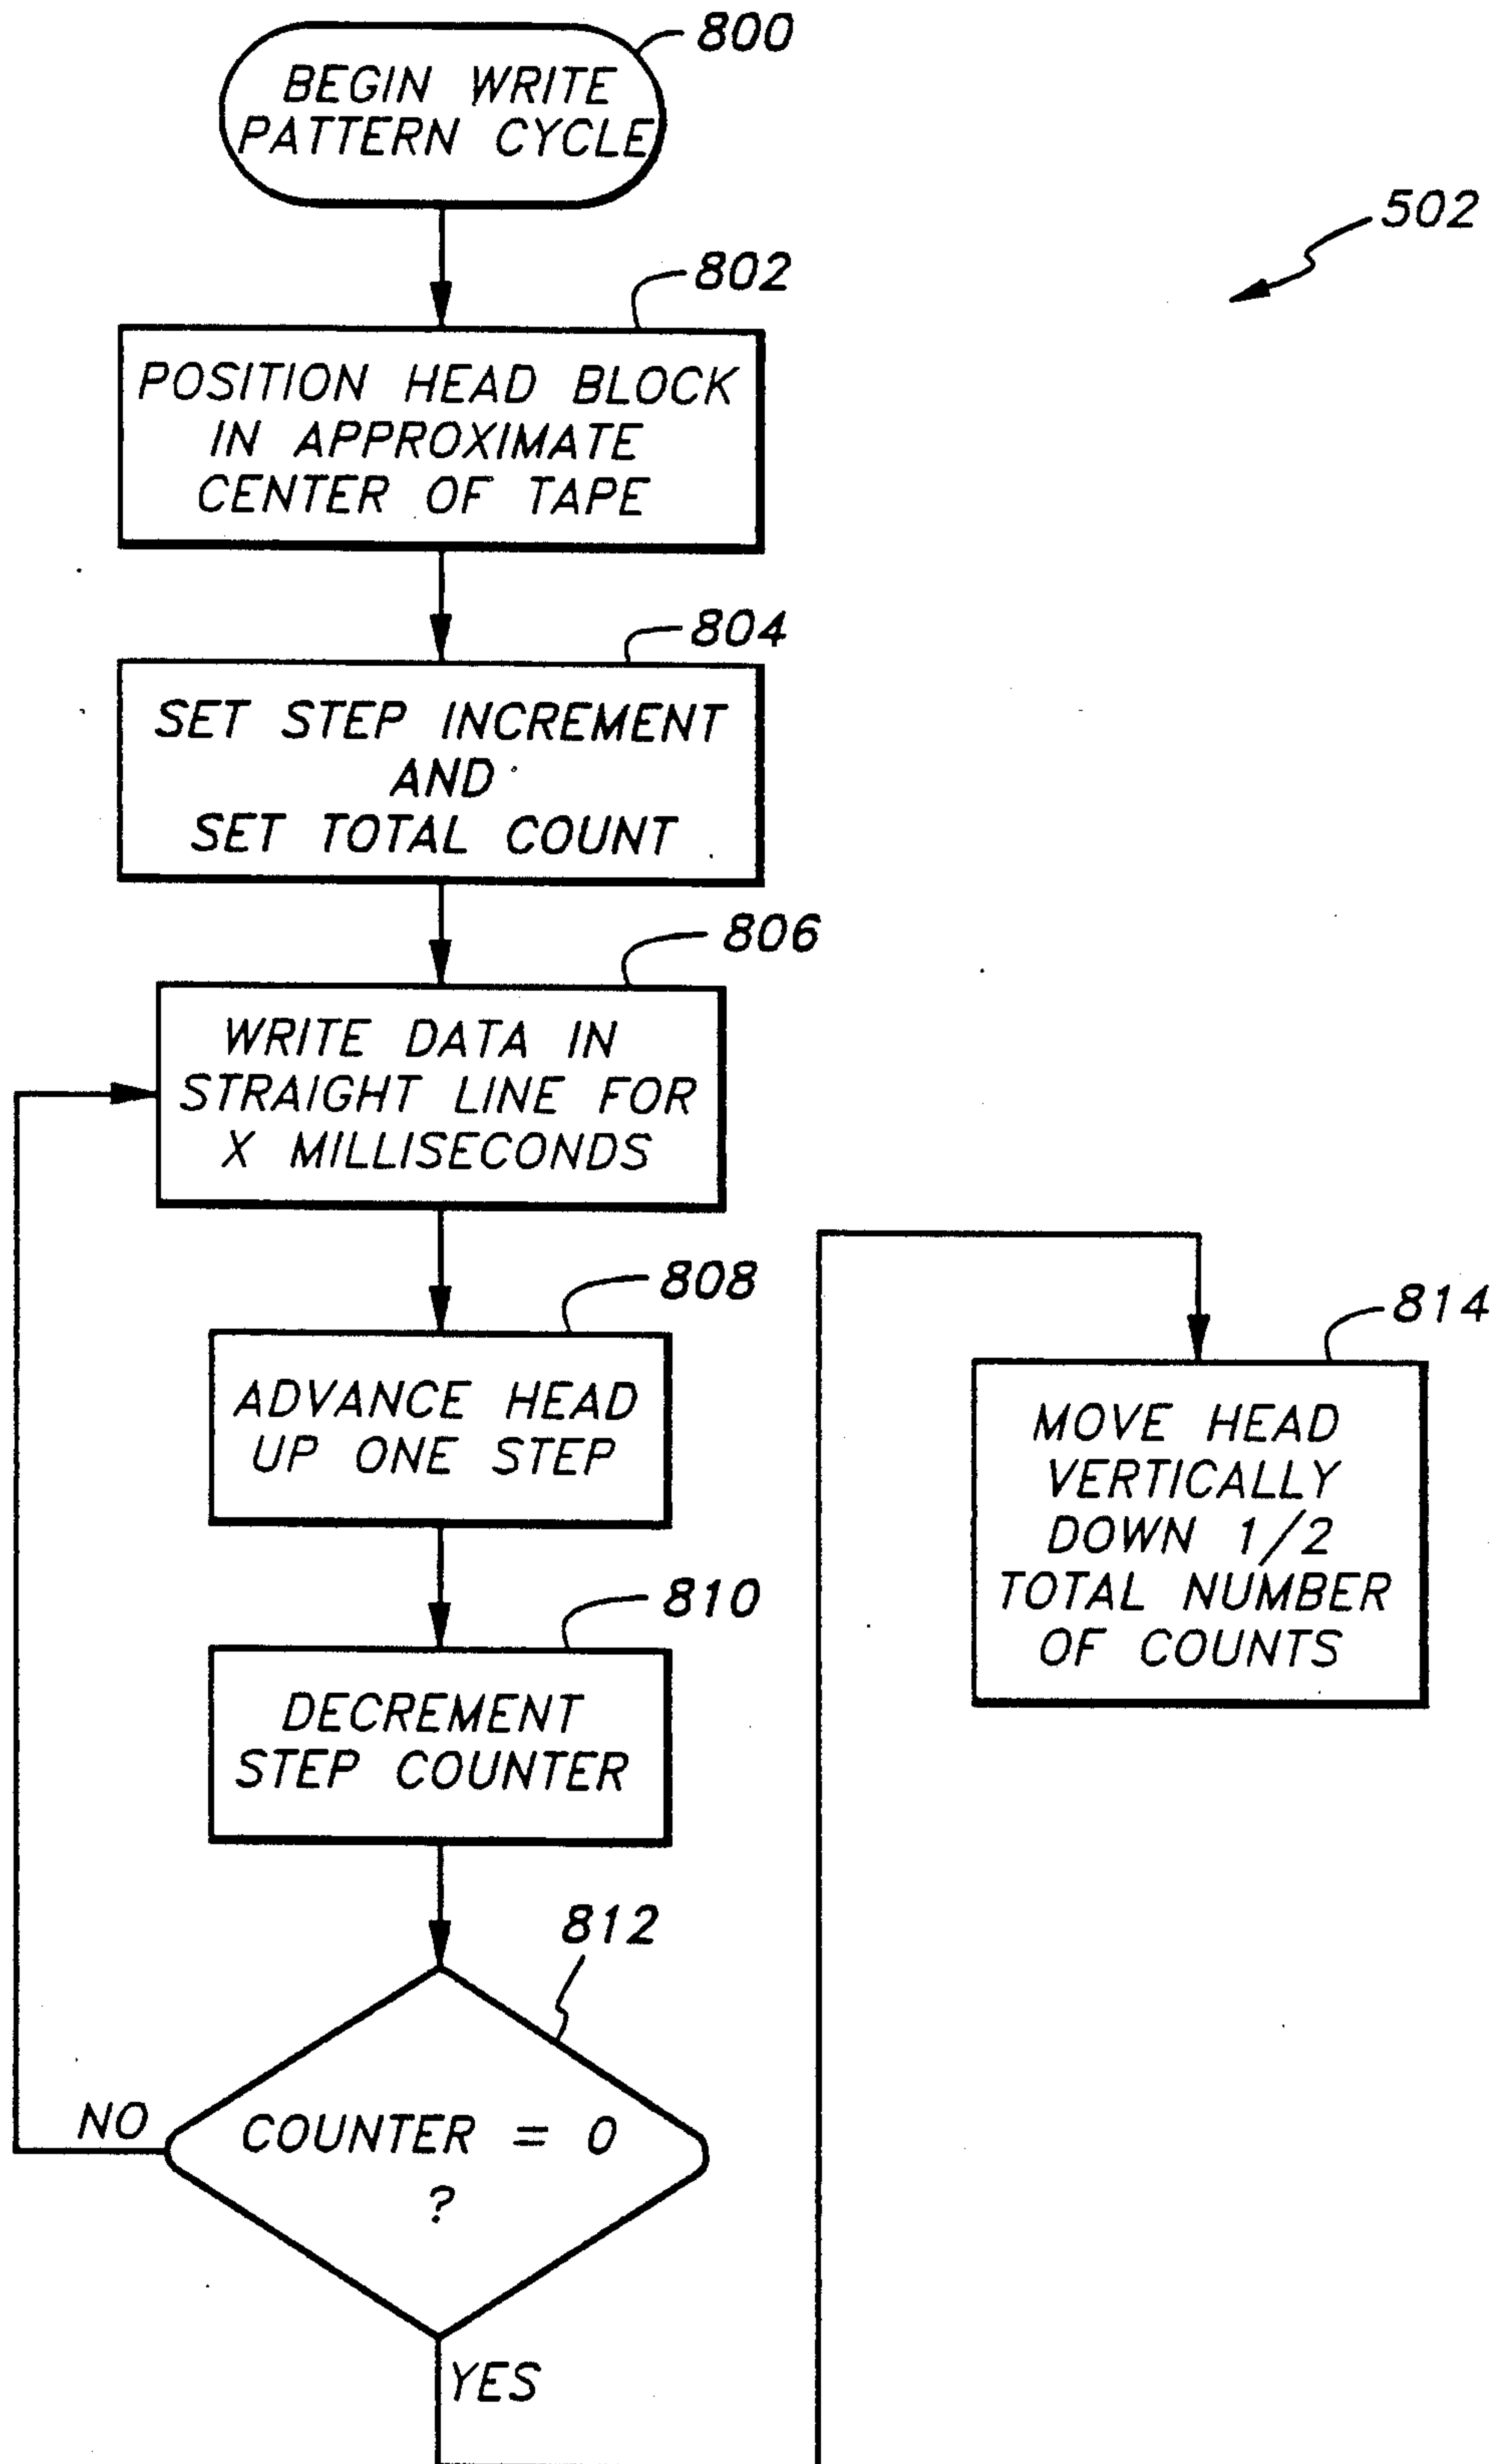 800
BEGIN WRITE
PATTERN CYCLE
502
802
POSITION HEAD BLOCK
IN APPROXIMATE
CENTER OF TAPE
804
SET STEP INCREMENT
AND
SET TOTAL COUNT
806
WRITE DATA IN
STRAIGHT LINE FOR
X MILLISECONDS
808
ADVANCE HEAD
UP ONE STEP
810
DECREMENT
STEP COUNTER
812
COUNTER = 0
?
NO
YES
814
MOVE HEAD
VERTICALLY
DOWN 1/2
TOTAL NUMBER
OF COUNTS